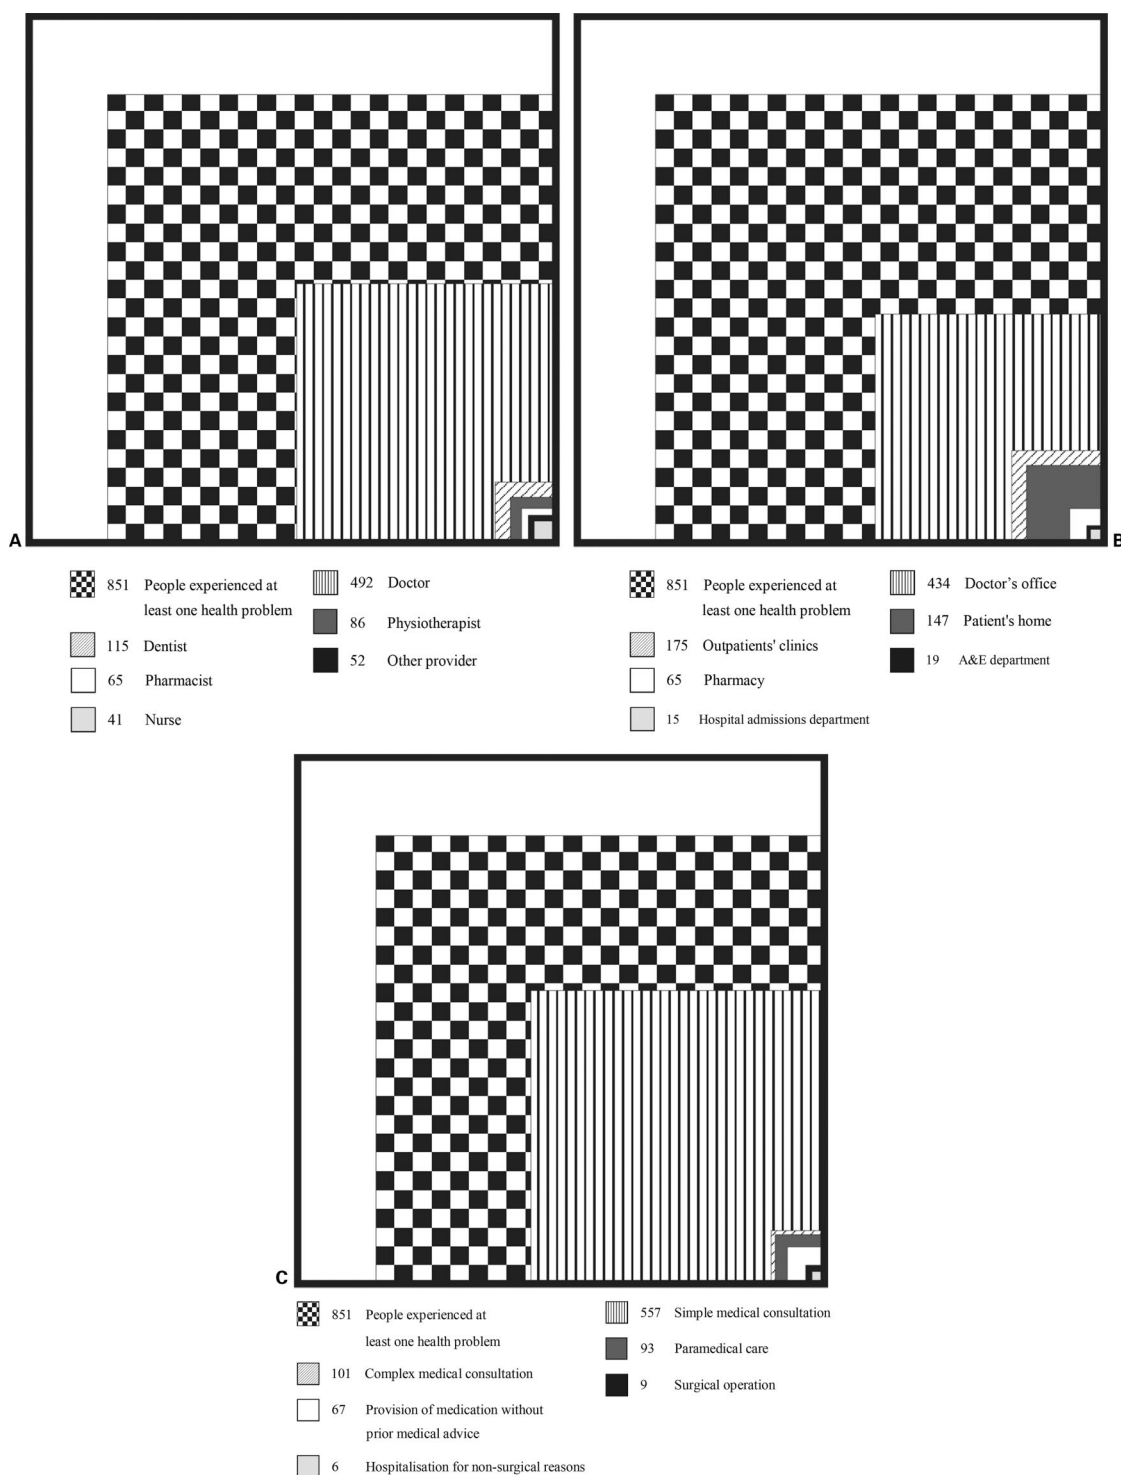 A
B
851 People experienced at
least one health problem
115 Dentist
65 Pharmacist
41 Nurse
492 Doctor
86 Physiotherapist
52 Other provider
851 People experienced at
least one health problem
175 Outpatients' clinics
65 Pharmacy
15 Hospital admissions department
434 Doctor's office
147 Patient's home
19 A&E department
C
851 People experienced at
least one health problem
101 Complex medical consultation
67 Provision of medication without
prior medical advice
6 Hospitalisation for non-surgical reasons
557 Simple medical consultation
93 Paramedical care
9 Surgical operation